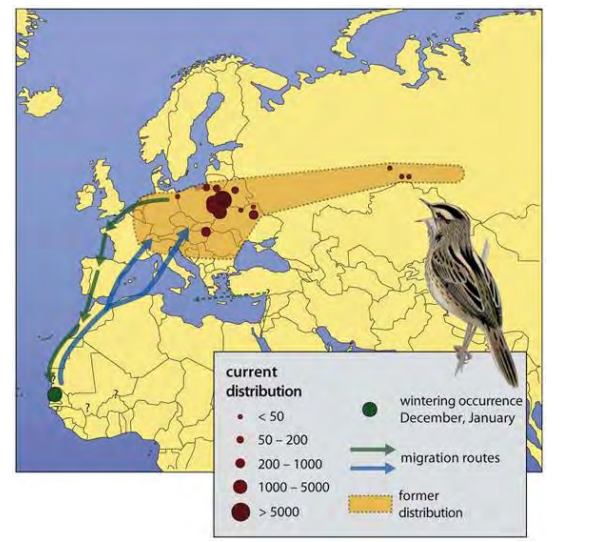 ?
?
?
?
current
distribution
< 50
50 – 200
200 – 1000
1000 – 5000
> 5000
wintering occurrence
December, January
migration routes
former
distribution